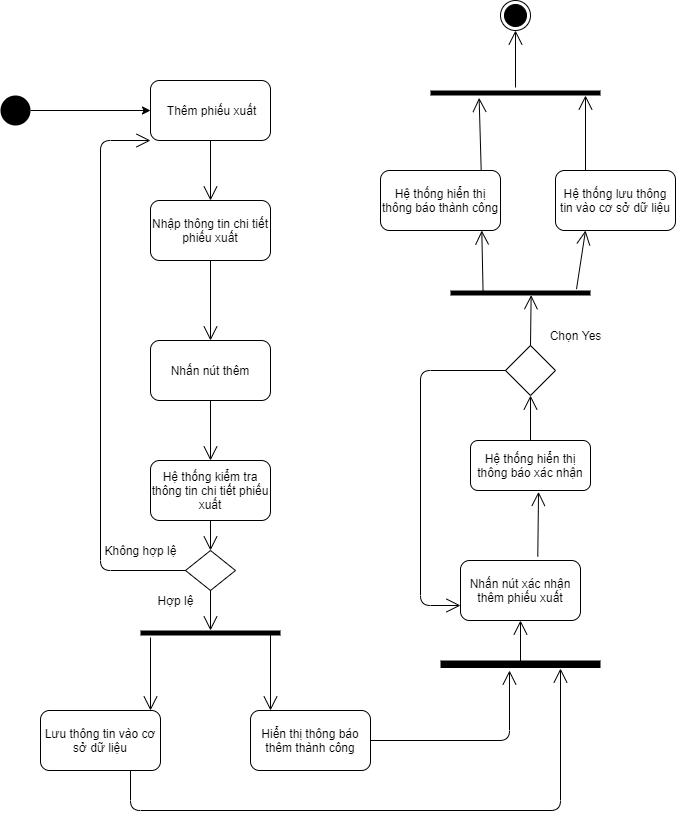 Thêm phiếu xuất
Nhập thông tin chi tiết
phiếu xuất
Nhấn nút thêm
Hệ thống kiểm tra
thông tin chi tiết phiếu
xuất
Không hợp lệ
Hợp lệ
Lưu thông tin vào cơ
sở dữ liệu
Hiển thị thông báo
thêm thành công
Nhấn nút xác nhận
thêm phiếu xuất
Hệ thống hiển thị
thông báo xác nhận
Chọn Yes
Hệ thống hiển thị
thông báo thành công
Hệ thống lưu thông
tin vào cơ sở dữ liệu